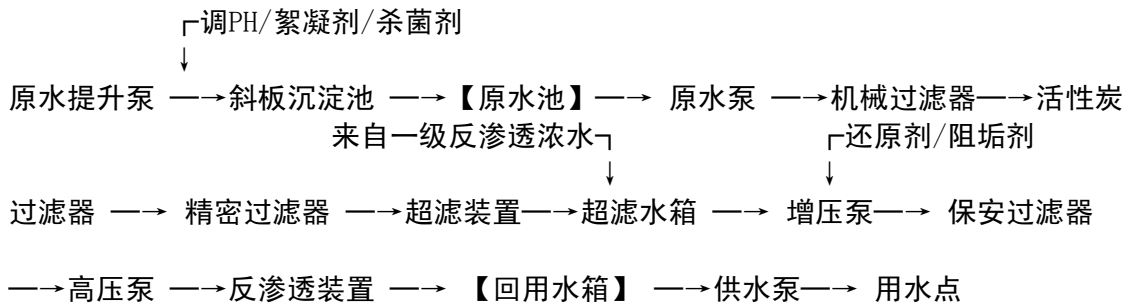 调PH/絮凝剂/杀菌剂
原水提升泵 —→斜板沉淀池 —→【原水池】—→ 原水泵 —→机械过滤器—→活性炭
来自一级反渗透浓水 还原剂/阻垢剂
过滤器 —→ 精密过滤器 —→超滤装置—→超滤水箱 —→ 增压泵—→ 保安过滤器
—→高压泵 —→反渗透装置 —→ 【回用水箱】 —→供水泵—→ 用水点